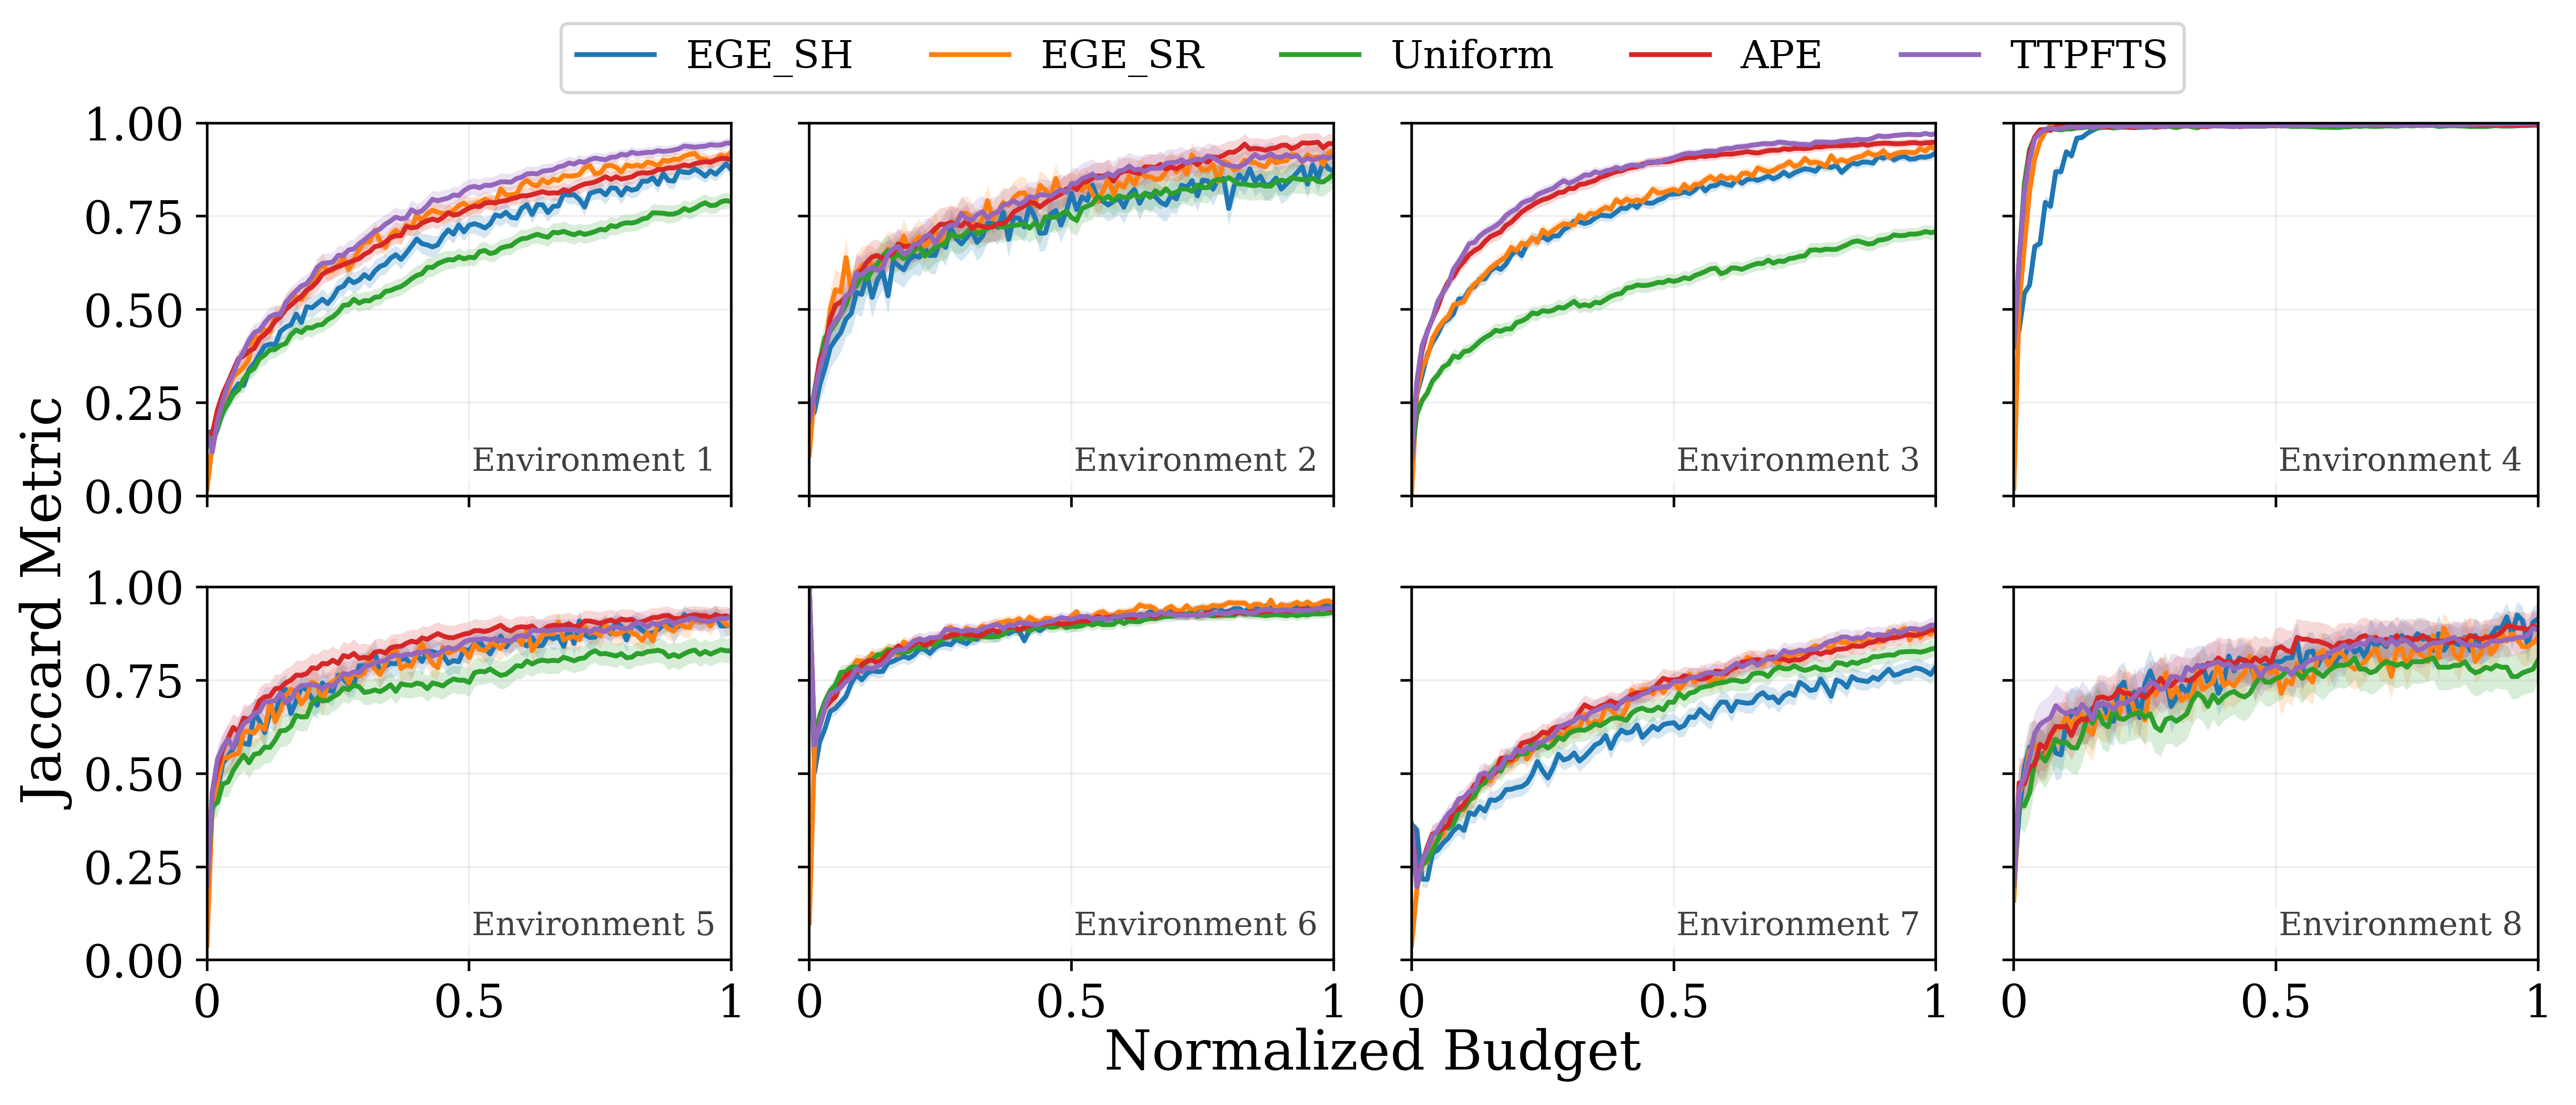 EGE_SH EGE_SR Uniform APE TTPFTS
Jaccard Metric
1.00
0.75
0.50
0.25
0.00
Environment 1
Environment 2
Environment 3
Environment 4
1.00
0.75
0.50
0.25
0.00
Environment 5
Environment 6
Environment 7
Environment 8
0 0.5 1 0 0.5 1 0 0.5 1 0 0.5 1
Normalized Budget